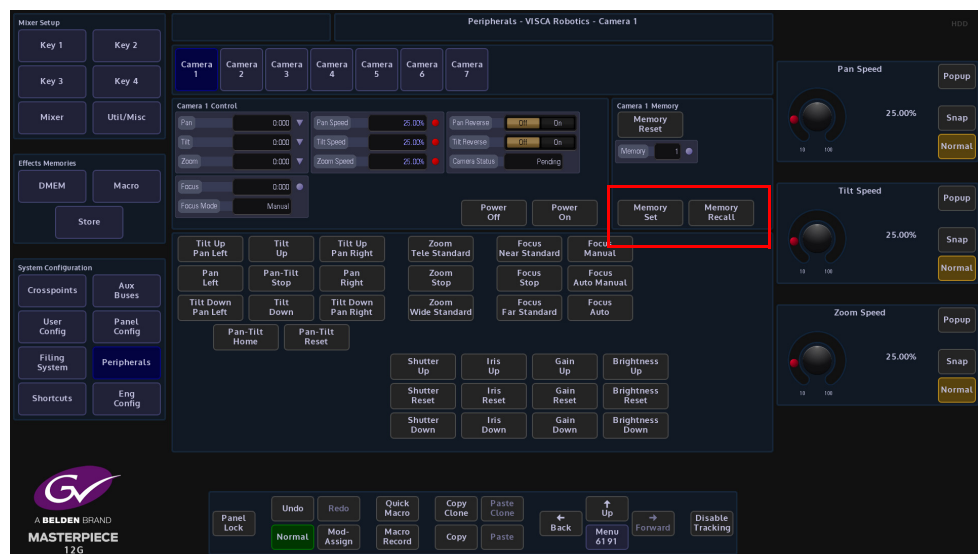 Mixer Setup
Peripherals - VISCA Robotics - Camera 1
HDD
Key 1
Key 2
Key 3
Key 4
Mixer
Util/Misc
Effects Memories
DMEM
Macro
Store
System Configuration
Crosspoints
Aux
Buses
User
Config
Panel
Config
Filing
System
Peripherals
Shortcuts
Eng
Config
Camera
1
Camera
2
Camera
3
Camera
4
Camera
5
Camera
6
Camera
7
Camera 1 Control
Pan
0:000
Pan Speed
25.00%
Pan Reverse
Off
On
Tilt
0:000
Tilt Speed
25.00%
Tilt Reverse
Off
On
Zoom
0:000
Zoom Speed
25.00%
Camera Status
Pending
Focus
0:000
Focus Mode
Manual
Power
Off
Power
On
Camera 1 Memory
Memory
Reset
Memory
1
Memory
Set
Memory
Recall
Tilt Up
Pan Left
Tilt
Up
Tilt Up
Pan Right
Zoom
Tele Standard
Focus
Near Standard
Focus
Manual
Pan
Left
Pan-Tilt
Stop
Pan
Right
Zoom
Stop
Focus
Stop
Focus
Auto Manual
Tilt Down
Pan Left
Tilt
Down
Tilt Down
Pan Right
Zoom
Wide Standard
Focus
Far Standard
Focus
Auto
Pan-Tilt
Home
Pan-Tilt
Reset
Shutter
Up
Iris
Up
Gain
Up
Brightness
Up
Shutter
Reset
Iris
Reset
Gain
Reset
Brightness
Reset
Shutter
Down
Iris
Down
Gain
Down
Brightness
Down
Pan Speed
Popup
25.00%
Snap
Normal
10
100
Tilt Speed
Popup
25.00%
Snap
Normal
10
100
Zoom Speed
Popup
25.00%
Snap
Normal
10
100
GV
A BELDEN BRAND
MASTERPIECE
12G
Panel
Lock
Undo
Redo
Normal
Mod-
Assign
Quick
Macro
Macro
Record
Copy
Clone
Paste
Clone
Copy
Paste
Back
Up
Menu
6191
Forward
Disable
Tracking